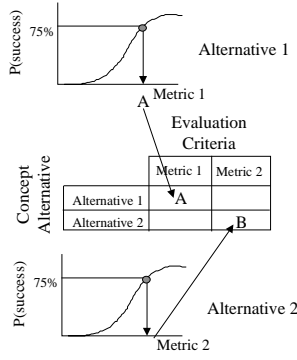 P(success)
75%
Alternative 1
Metric 1
A
Evaluation
Criteria
Concept
Alternative
Metric 1 Metric 2
Alternative 1 A
Alternative 2 B
P(success)
75%
Alternative 2
Metric 2